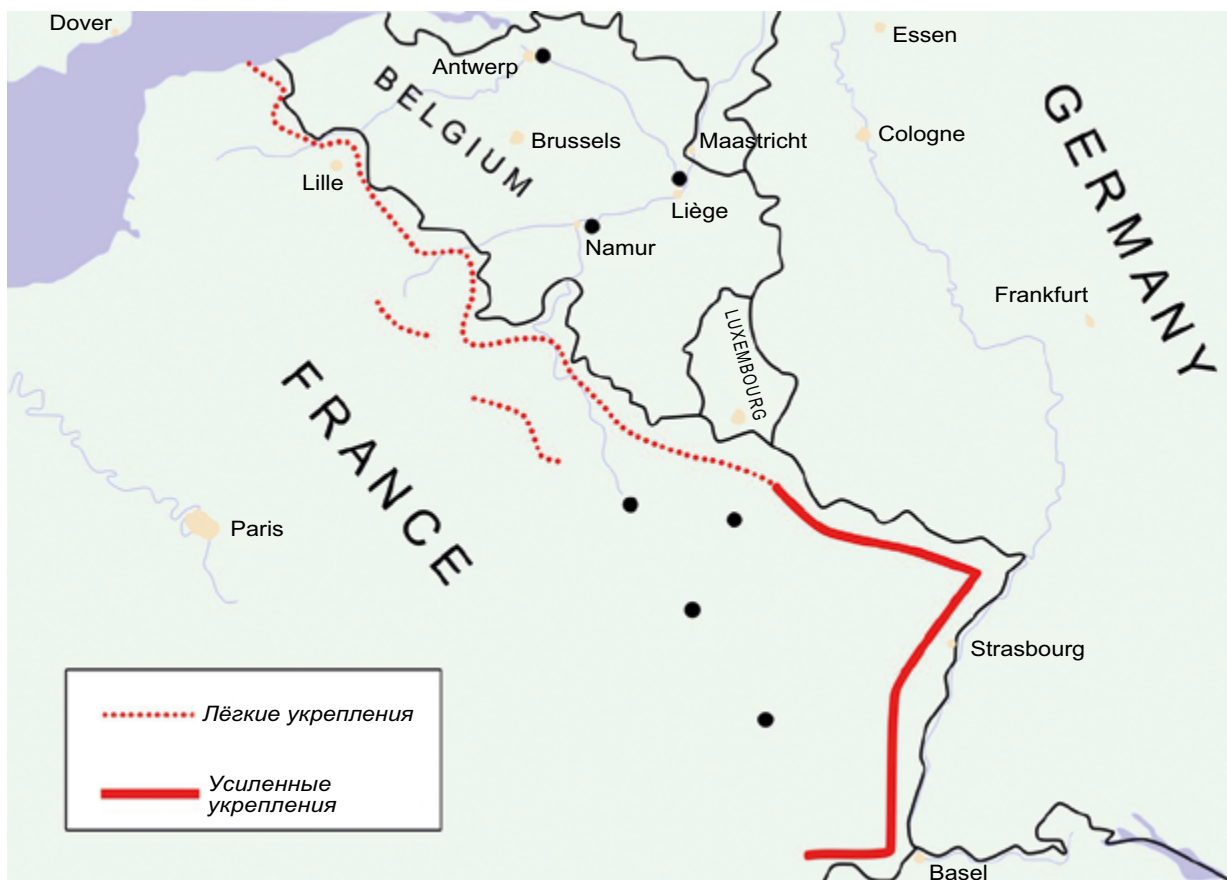 Dover
Essen
Antwerp
BELGIUM
GERMANY
Brussels
Maastricht
Cologne
Lille
Liège
Namur
Frankfurt
LUXEMBOURG
FRANCE
Paris
Strasbourg
Лёгкие укрепления
Усиленные
укрепления
Basel